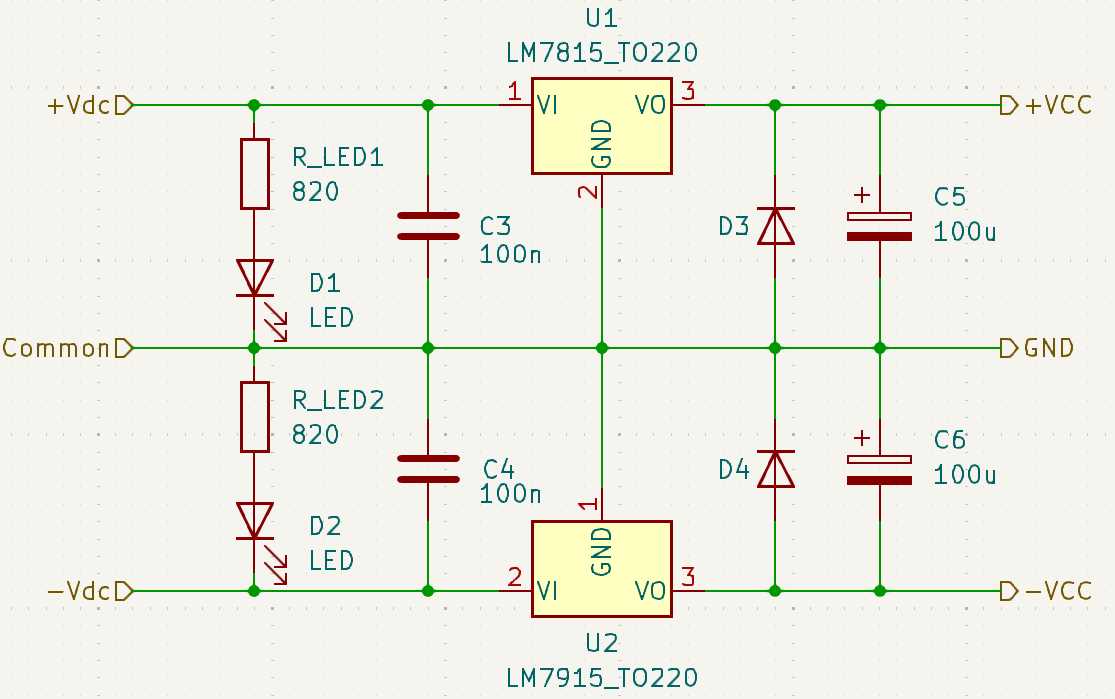 U1
LM7815_TO220
+Vdc
1
VI
VO
3
+VCC
GND
2
R_LED1
820
C3
100n
D3
C5
100u
+
D1
LED
Common
GND
R_LED2
820
C4
100n
D4
C6
100u
+
1
GND
D2
LED
-Vdc
2
VI
VO
3
-VCC
U2
LM7915_TO220